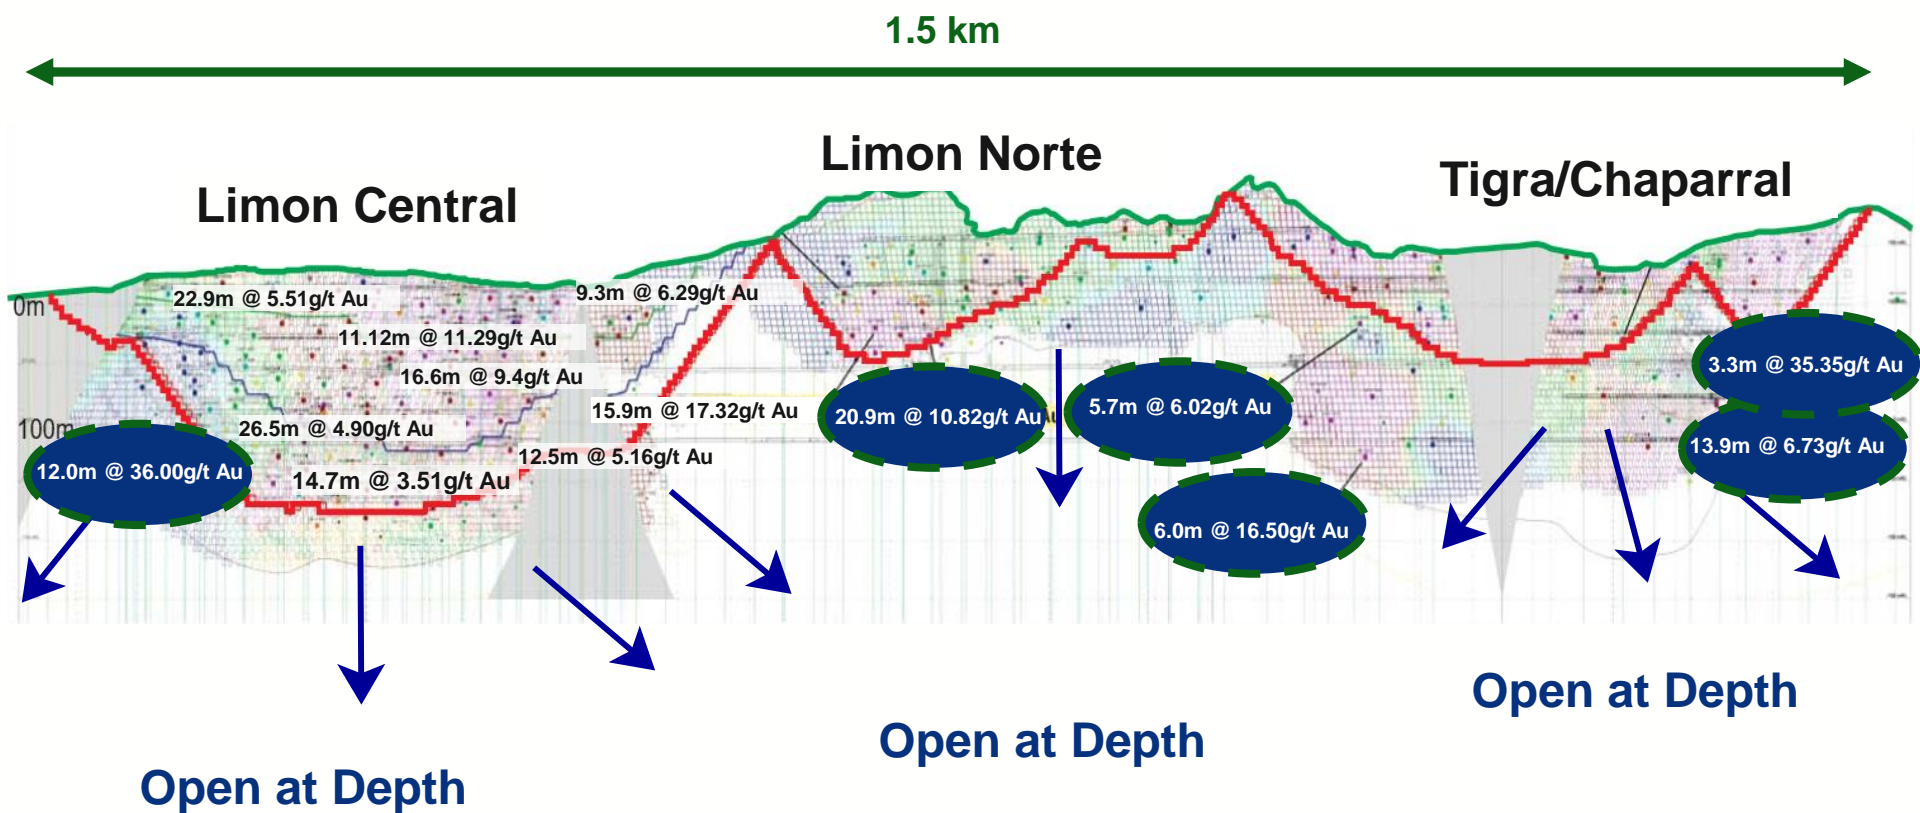 1.5 km
Limon Norte
Tigra/Chaparral
Limon Central
0m
22.9m @ 5.51g/t Au
9.3m @ 6.29g/t Au
11.12m @ 11.29g/t Au
16.6m @ 9.4g/t Au
15.9m @ 17.32g/t Au
100m
26.5m @ 4.90g/t Au
12.5m @ 5.16g/t Au
14.7m @ 3.51g/t Au
12.0m @ 36.00g/t Au
20.9m @ 10.82g/t Au
5.7m @ 6.02g/t Au
6.0m @ 16.50g/t Au
3.3m @ 35.35g/t Au
13.9m @ 6.73g/t Au
Open at Depth
Open at Depth
Open at Depth